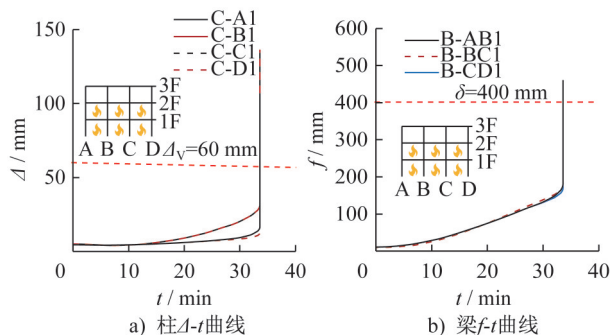 C-A1
C-B1
C-C1
C-D1
150
100
50
0 10 20 30 40
3F
2F
1F
A B C D
Δv=60 mm
Δ / mm
t / min
a) 柱Δ-t曲线
B-AB1
B-BC1
B-CD1
600
500
400
300
200
100
0 10 20 30 40
δ=400 mm
3F
2F
1F
A B C D
f / mm
t / min
b) 梁f-t曲线